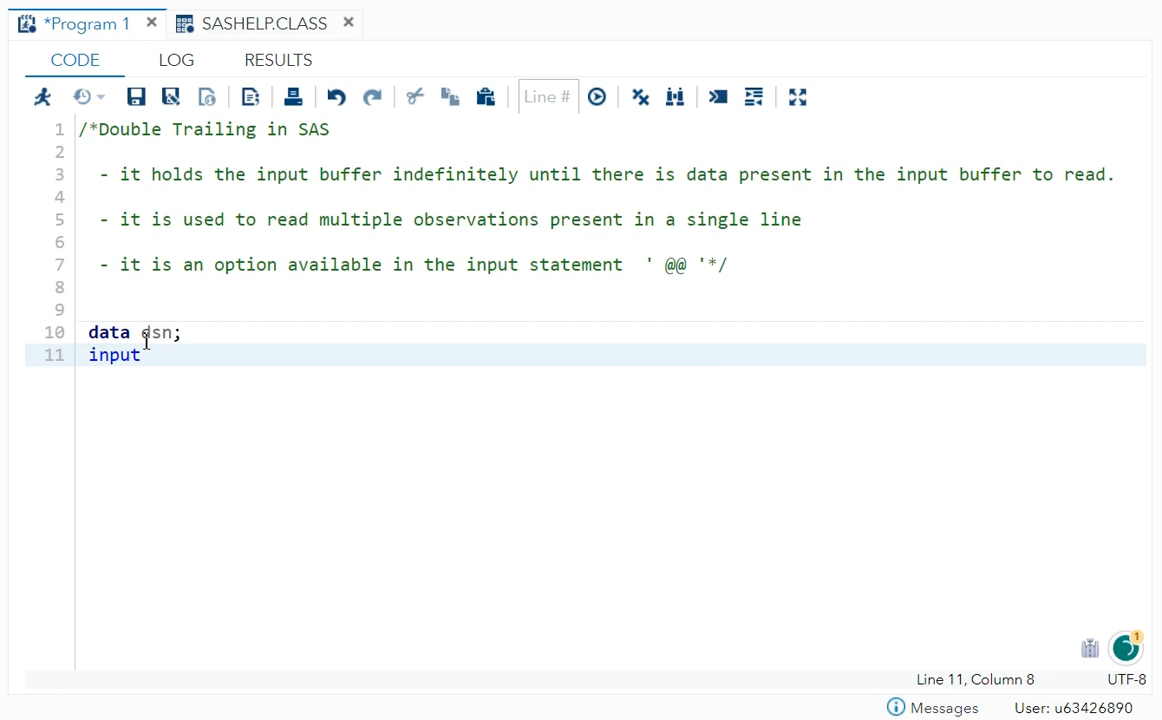 *Program 1 × SASHELP.CLASS ×
CODE LOG RESULTS
Line #
1 /*Double Trailing in SAS
2
3 - it holds the input buffer indefinitely until there is data present in the input buffer to read.
4
5 - it is used to read multiple observations present in a single line
6
7 - it is an option available in the input statement ' @@ '*/
8
9
10 data dsn;
11 input
1
Line 11, Column 8 UTF-8
Messages User: u63426890